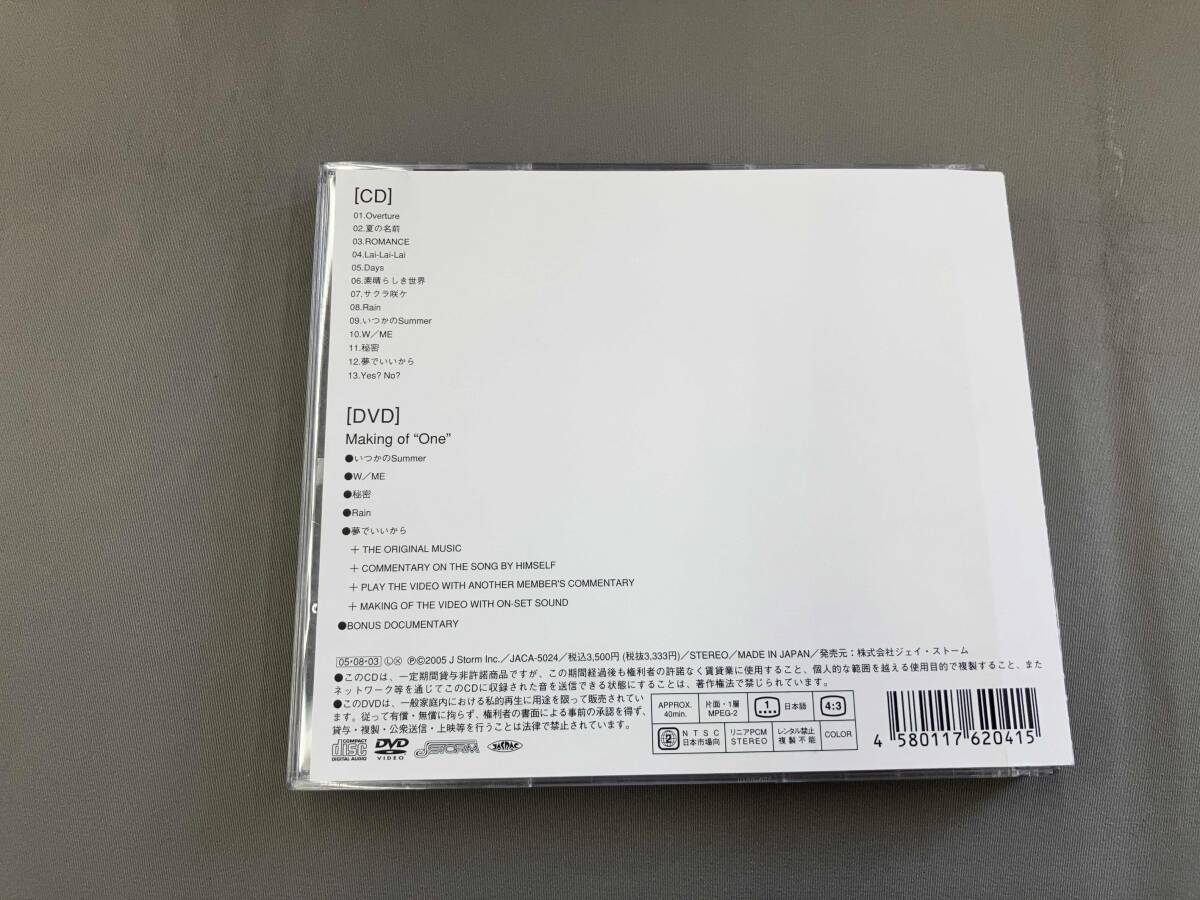 [CD]
01.Overture
02.夏の名前
03.ROMANCE
04.Lai-Lai-Lai
05.Days
06.素晴らしき世界
07.サクラ咲ケ
08.Rain
09.いつかのSummer
10.W／ME
11.秘密
12.夢でいいから
13.Yes? No?
[DVD]
Making of “One”
●いつかのSummer
●W／ME
●秘密
●Rain
●夢でいいから
＋ THE ORIGINAL MUSIC
＋ COMMENTARY ON THE SONG BY HIMSELF
＋ PLAY THE VIDEO WITH ANOTHER MEMBER'S COMMENTARY
＋ MAKING OF THE VIDEO WITH ON-SET SOUND
●BONUS DOCUMENTARY
05・08・03 Ⓛ Ⓧ Ⓟ©2005 J Storm Inc.／JACA-5024／税込3,500円 (税抜3,333円)／STEREO／MADE IN JAPAN／発売元：株式会社ジェイ・ストーム
●このCDは、一定期間貸与非許諾商品ですが、この期間経過後も権利者の許諾なく賃貸業に使用すること、個人的な範囲を越える使用目的で複製すること、また
ネットワーク等を通じてこのCDに収録された音を送信できる状態にすることは、著作権法で禁じられています。
●このDVDは、一般家庭内における私的再生に用途を限って販売されてい
ます。従って有償・無償に拘らず、権利者の書面による事前の承認を得ず、
貸与・複製・公衆送信・上映等を行うことは法律で禁止されています。
APPROX. 40min.
片面・1層 MPEG-2
1 日本語
4:3
2 NTSC 日本市場向
リニアPCM STEREO
レンタル禁止 複製不能
COLOR
COMPACT disc DIGITAL AUDIO
DVD VIDEO
J STORM
JASRAC
4 580117 620415